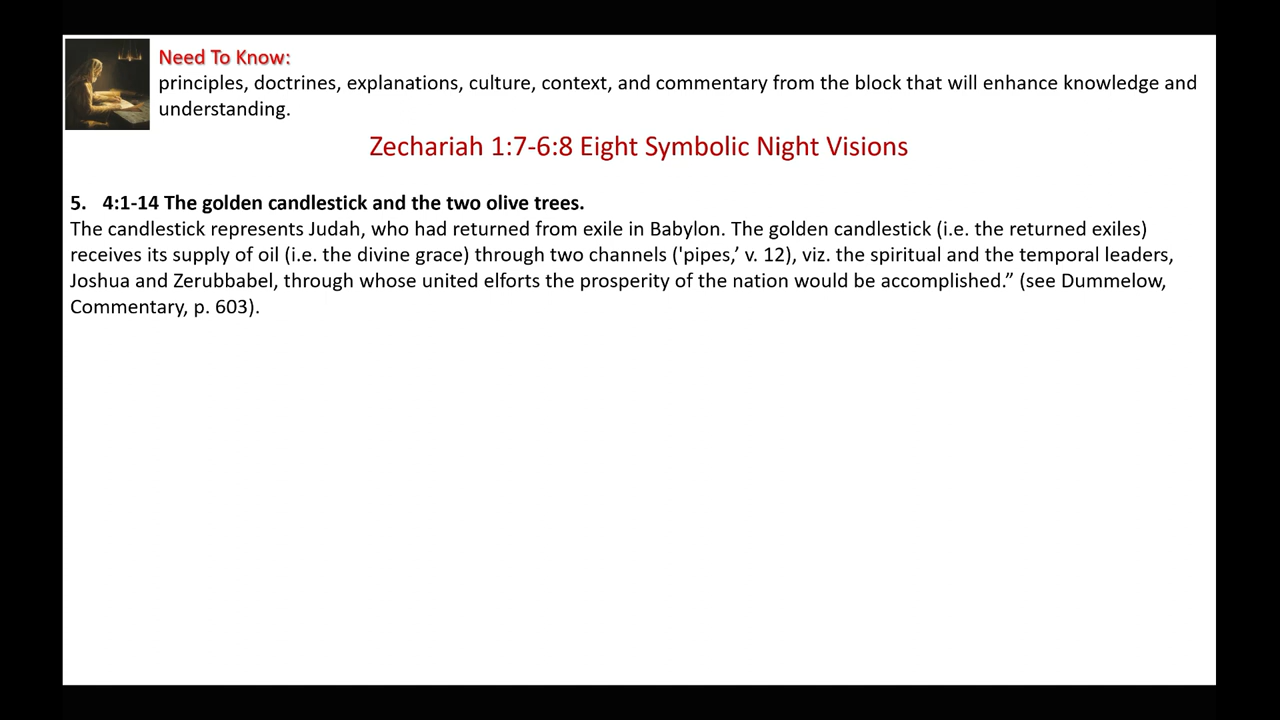 Need To Know:
principles, doctrines, explanations, culture, context, and commentary from the block that will enhance knowledge and
understanding.
Zechariah 1:7-6:8 Eight Symbolic Night Visions
5. 4:1-14 The golden candlestick and the two olive trees.
The candlestick represents Judah, who had returned from exile in Babylon. The golden candlestick (i.e. the returned exiles)
receives its supply of oil (i.e. the divine grace) through two channels ('pipes,’ v. 12), viz. the spiritual and the temporal leaders,
Joshua and Zerubbabel, through whose united elforts the prosperity of the nation would be accomplished.” (see Dummelow,
Commentary, p. 603).